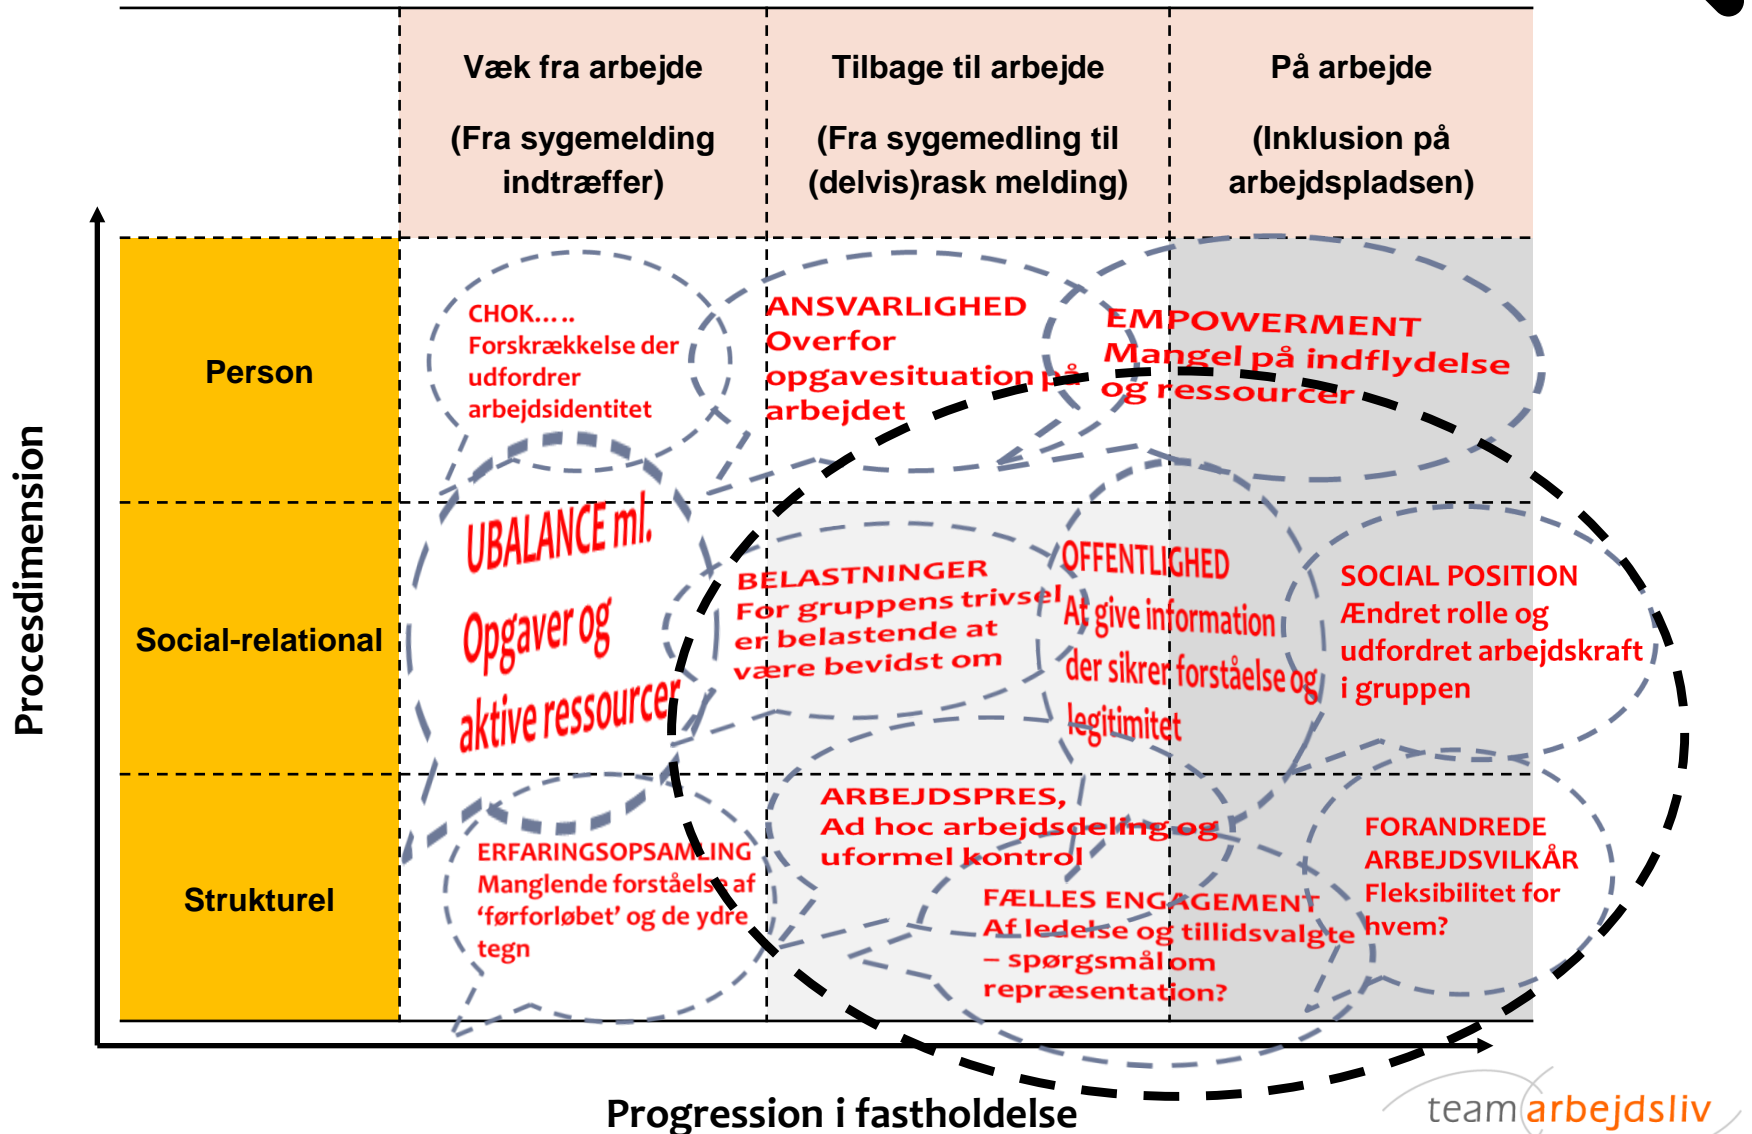 Væk fra arbejde
(Fra sygemelding
indtræffer)
Tilbage til arbejde
(Fra sygemedling til
(delvis)rask melding)
På arbejde
(Inklusion på
arbejdspladsen)
Procesdimension
Person
CHOK…..
Forskrækkelse der
udfordrer
arbejdsidentitet
ANSVARLIGHED
Overfor
opgavesituation på
arbejdet
EMPOWERMENT
Mangel på indflydelse
og ressourcer
Social-relational
UBALANCE ml.
Opgaver og
aktive ressourcer
BELASTNINGER
For gruppens trivsel
er belastende at
være bevidst om
OFFENTLIGHED
At give information
der sikrer forståelse og
legitimitet
SOCIAL POSITION
Ændret rolle og
udfordret arbejdskraft
i gruppen
Strukturel
ERFARINGSOPSAMLING
Manglende forståelse af
‘førforløbet’ og de ydre
tegn
ARBEJDSPRES,
Ad hoc arbejdsdeling og
uformel kontrol
FÆLLES ENGAGEMENT
Af ledelse og tillidsvalgte
– spørgsmål om
repræsentation?
FORANDREDE
ARBEJDSVILKÅR
Fleksibilitet for
hvem?
Progression i fastholdelse
team arbejdsliv